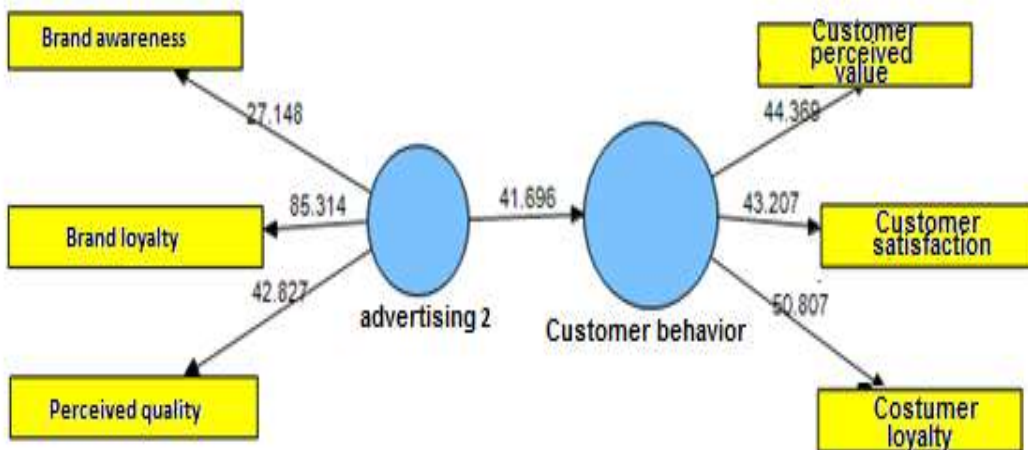 Brand awareness
Customer
perceived
value
27.148
44.369
85.314
41.696
43.207
Brand loyalty
Customer
satisfaction
42.827
advertising 2
Customer behavior
50.807
Perceived quality
Costumer
loyalty